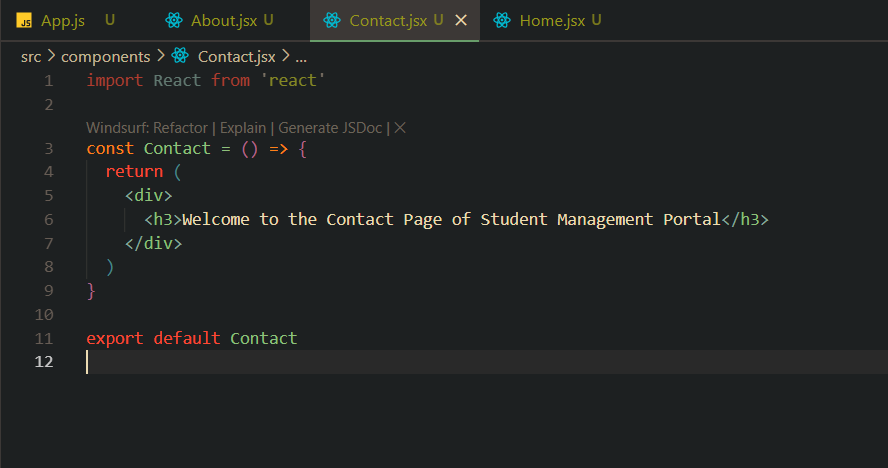 JS App.js U About.jsx U Contact.jsx U × Home.jsx U
src > components > Contact.jsx > ...
1 import React from 'react'
2
Windsurf: Refactor | Explain | Generate JSDoc | ×
3 const Contact = () => {
4   return (
5     <div>
6       <h3>Welcome to the Contact Page of Student Management Portal</h3>
7     </div>
8   )
9 }
10
11 export default Contact
12